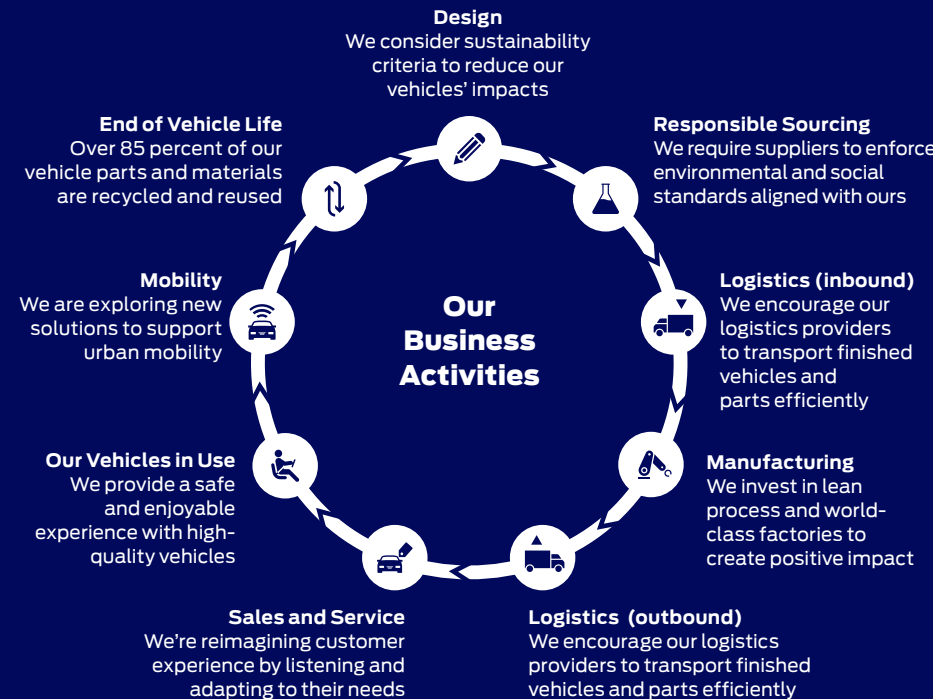 Design
We consider sustainability
criteria to reduce our
vehicles’ impacts
Responsible Sourcing
We require suppliers to enforce
environmental and social
standards aligned with ours
Logistics (inbound)
We encourage our
logistics providers
to transport finished
vehicles and
parts efficiently
Manufacturing
We invest in lean
process and world-
class factories to
create positive impact
Logistics (outbound)
We encourage our logistics
providers to transport finished
vehicles and parts efficiently
Sales and Service
We’re reimagining customer
experience by listening and
adapting to their needs
Our Vehicles in Use
We provide a safe
and enjoyable
experience with high-
quality vehicles
Mobility
We are exploring new
solutions to support
urban mobility
End of Vehicle Life
Over 85 percent of our
vehicle parts and materials
are recycled and reused
Our
Business
Activities